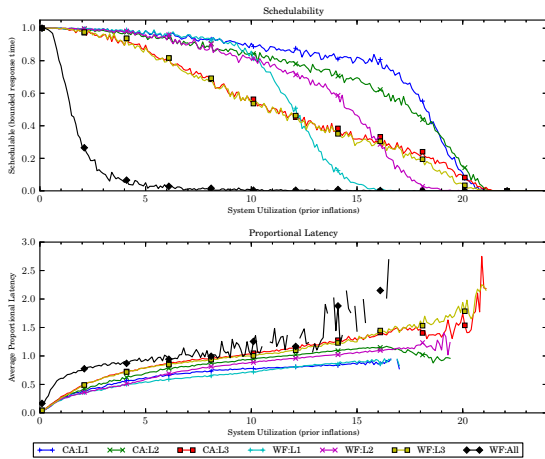 Schedulability
Schedulable (bounded response time)
1.0
0.8
0.6
0.4
0.2
0.0
0 5 10 15 20
System Utilization (prior inflations)
Proportional Latency
Average Proportional Latency
3.0
2.5
2.0
1.5
1.0
0.5
0.0
0 5 10 15 20
System Utilization (prior inflations)
CA:L1 CA:L2 CA:L3 WF:L1 WF:L2 WF:L3 WF:All